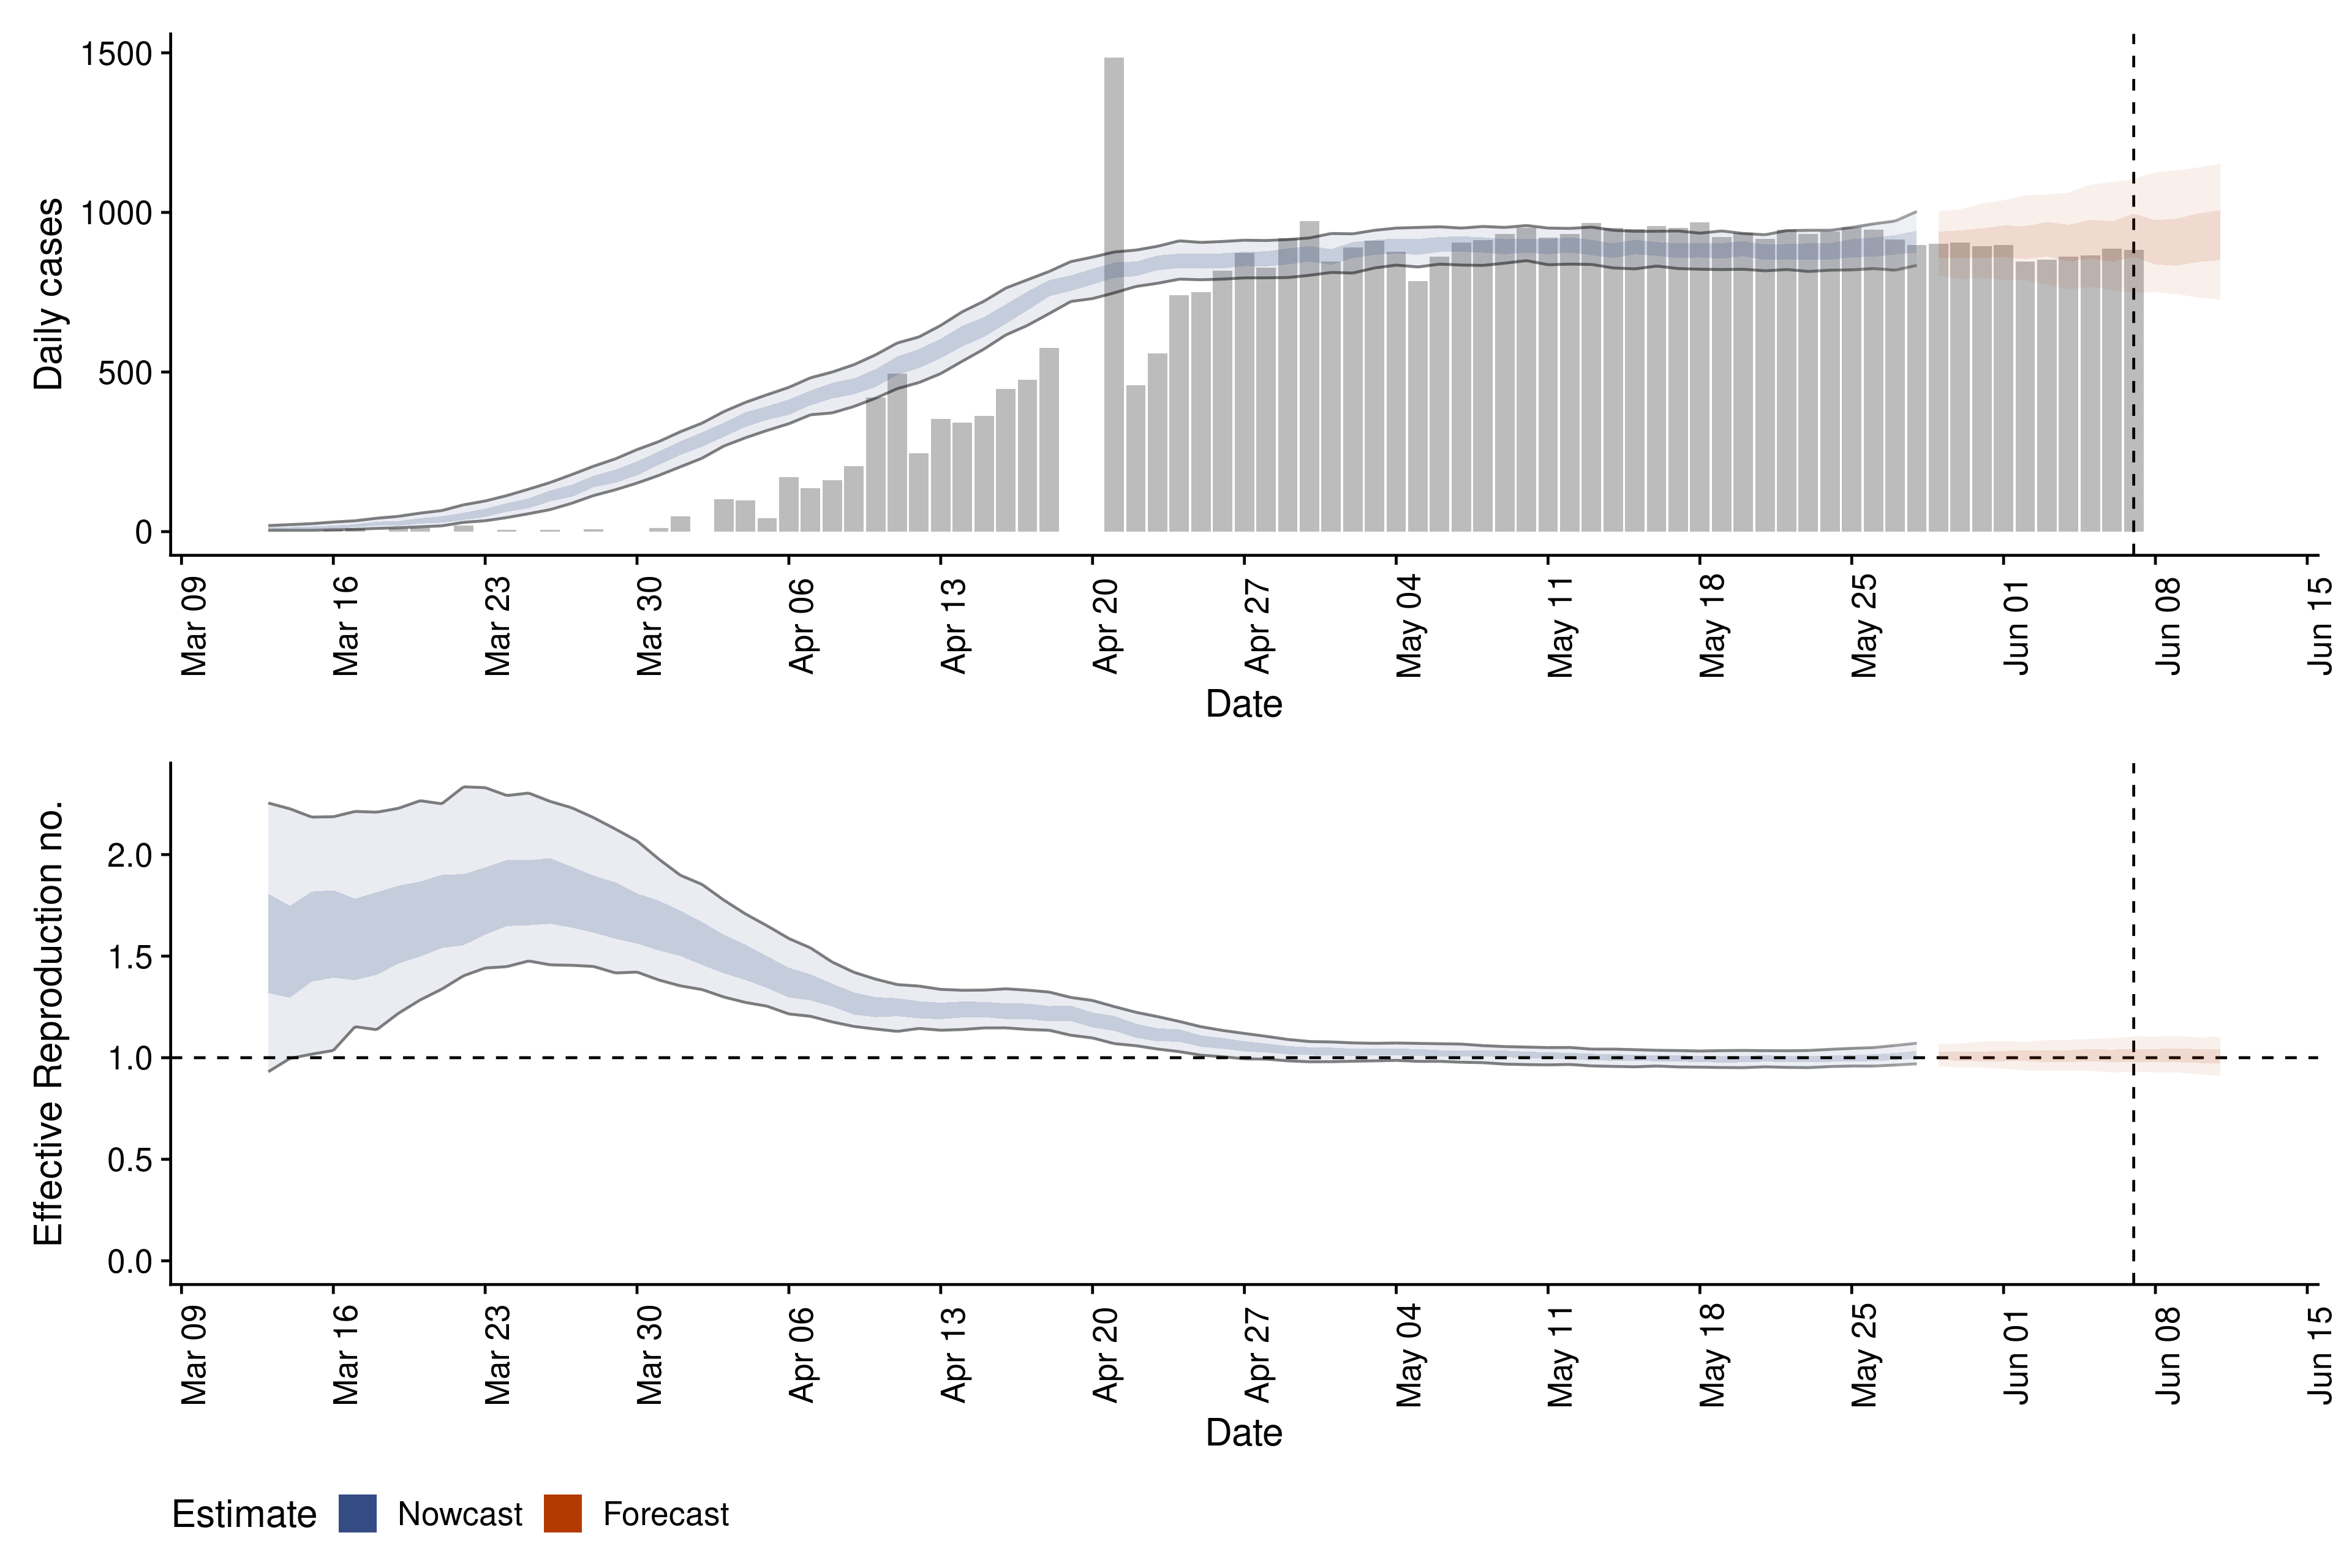 Daily cases
1500
1000
500
0
Mar 09
Mar 16
Mar 23
Mar 30
Apr 06
Apr 13
Apr 20
Apr 27
May 04
May 11
May 18
May 25
Jun 01
Jun 08
Jun 15
Date
Effective Reproduction no.
2.0
1.5
1.0
0.5
0.0
Mar 09
Mar 16
Mar 23
Mar 30
Apr 06
Apr 13
Apr 20
Apr 27
May 04
May 11
May 18
May 25
Jun 01
Jun 08
Jun 15
Date
Estimate Nowcast Forecast